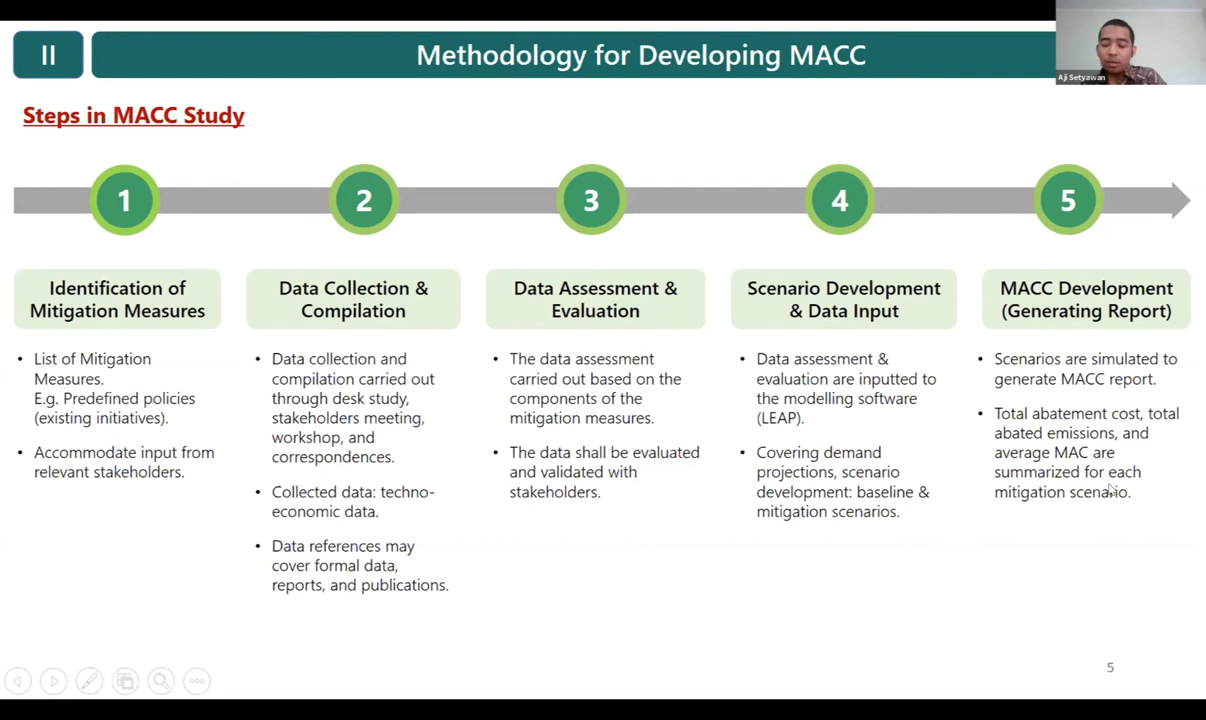 II
Methodology for Developing MACC
Aji Setyawan
Steps in MACC Study
1
2
3
4
5
Identification of
Mitigation Measures
• List of Mitigation
Measures.
E.g. Predefined policies
(existing initiatives).
• Accommodate input from
relevant stakeholders.
Data Collection &
Compilation
• Data collection and
compilation carried out
through desk study,
stakeholders meeting,
workshop, and
correspondences.
• Collected data: techno-
economic data.
• Data references may
cover formal data,
reports, and publications.
Data Assessment &
Evaluation
• The data assessment
carried out based on the
components of the
mitigation measures.
• The data shall be evaluated
and validated with
stakeholders.
Scenario Development
& Data Input
• Data assessment &
evaluation are inputted to
the modelling software
(LEAP).
• Covering demand
projections, scenario
development: baseline &
mitigation scenarios.
MACC Development
(Generating Report)
• Scenarios are simulated to
generate MACC report.
• Total abatement cost, total
abated emissions, and
average MAC are
summarized for each
mitigation scenario.
5